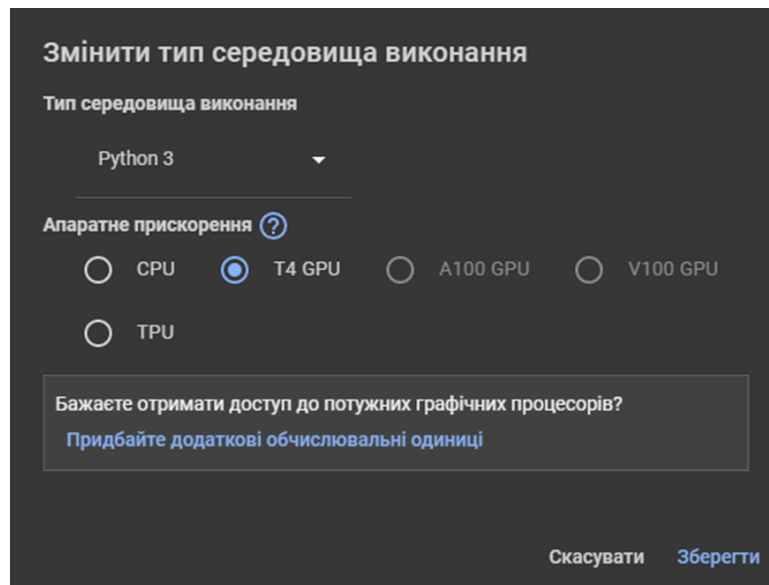 Змінити тип середовища виконання
Тип середовища виконання
Python 3
Апаратне прискорення ?
CPU T4 GPU A100 GPU V100 GPU
TPU
Бажаєте отримати доступ до потужних графічних процесорів?
Придбайте додаткові обчислювальні одиниці
Скасувати Зберегти